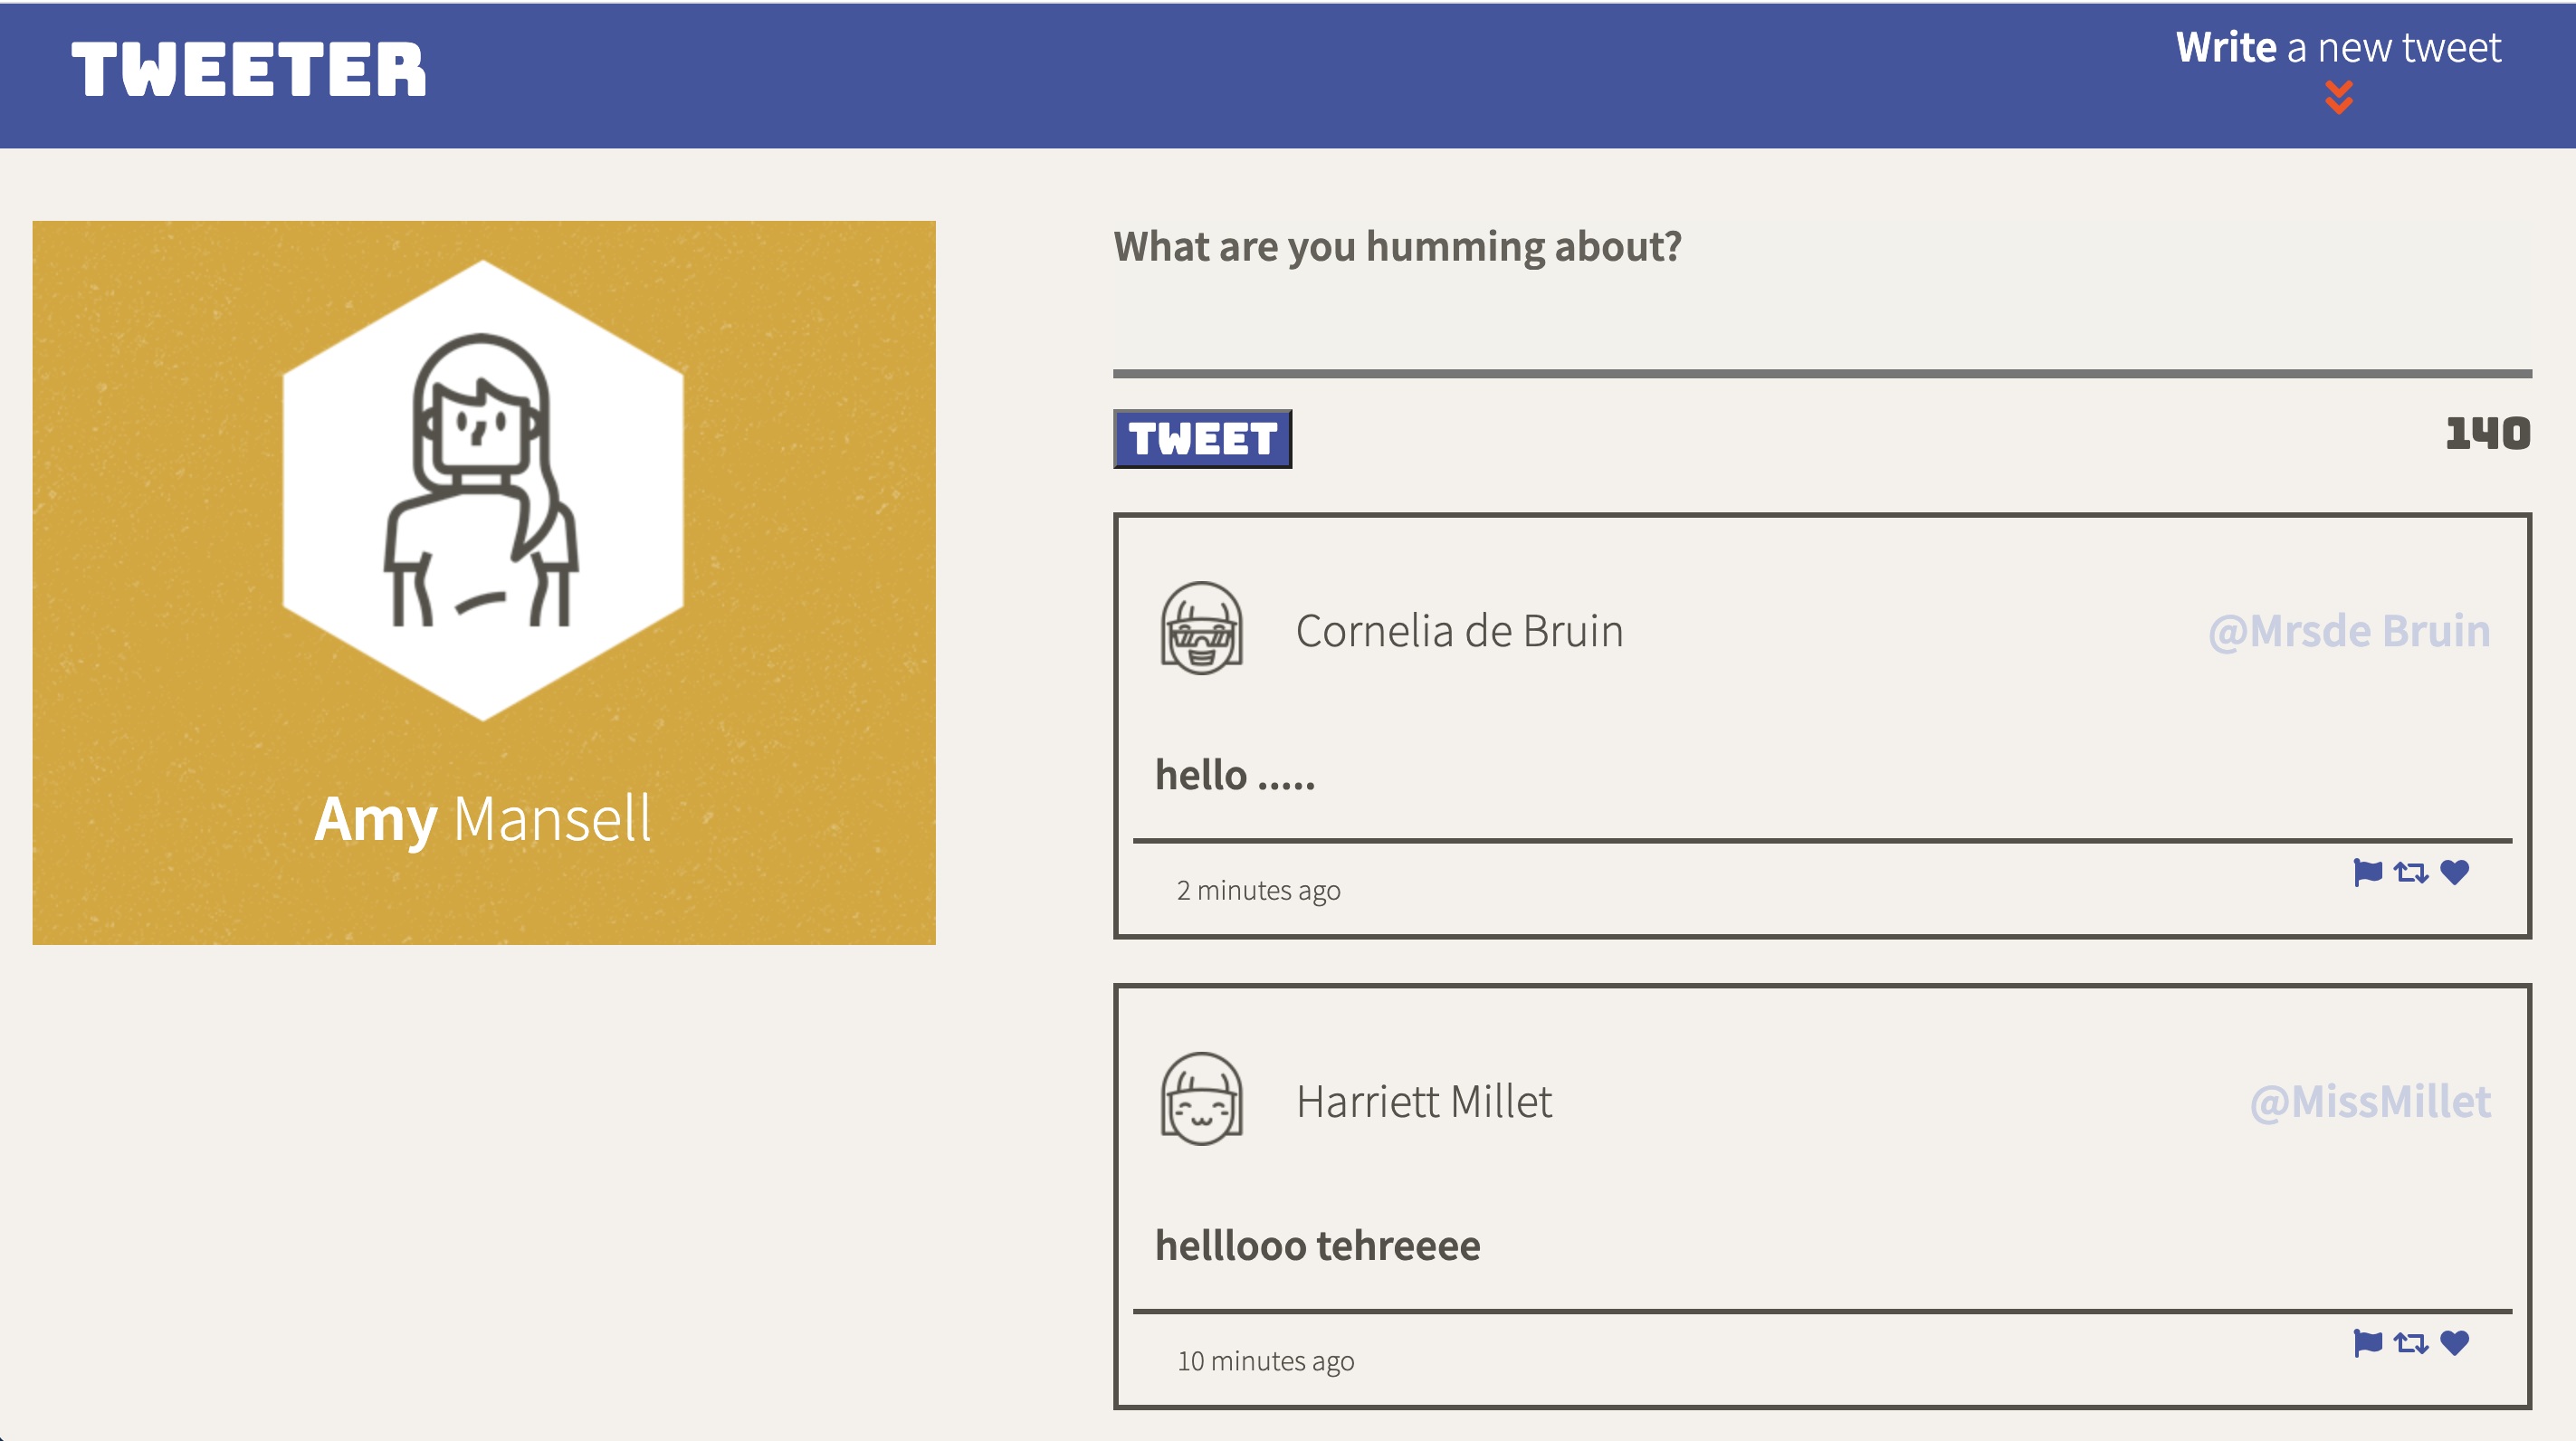 TWEETER
Write a new tweet
Amy Mansell
What are you humming about?
TWEET
140
Cornelia de Bruin
@Mrsde Bruin
hello .....
2 minutes ago
Harriett Millet
@MissMillet
helllooo tehreeee
10 minutes ago